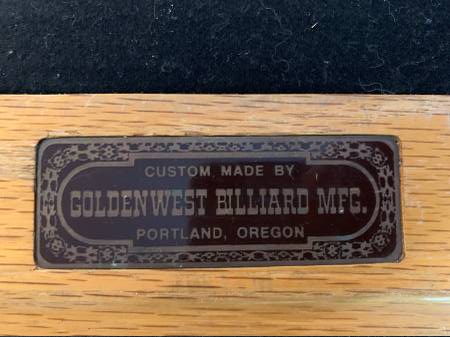 CUSTOM MADE BY
GOLDENWEST BILLIARD MFG.
PORTLAND, OREGON